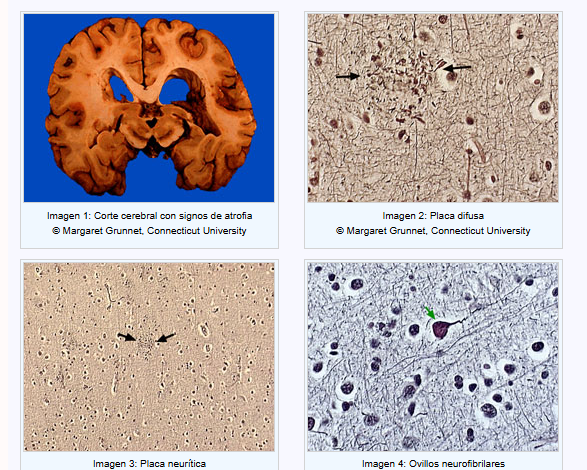 Imagen 1: Corte cerebral con signos de atrofia
© Margaret Grunnet, Connecticut University
Imagen 2: Placa difusa
© Margaret Grunnet, Connecticut University
Imagen 3: Placa neurítica
Imagen 4: Ovillos neurofibrilares